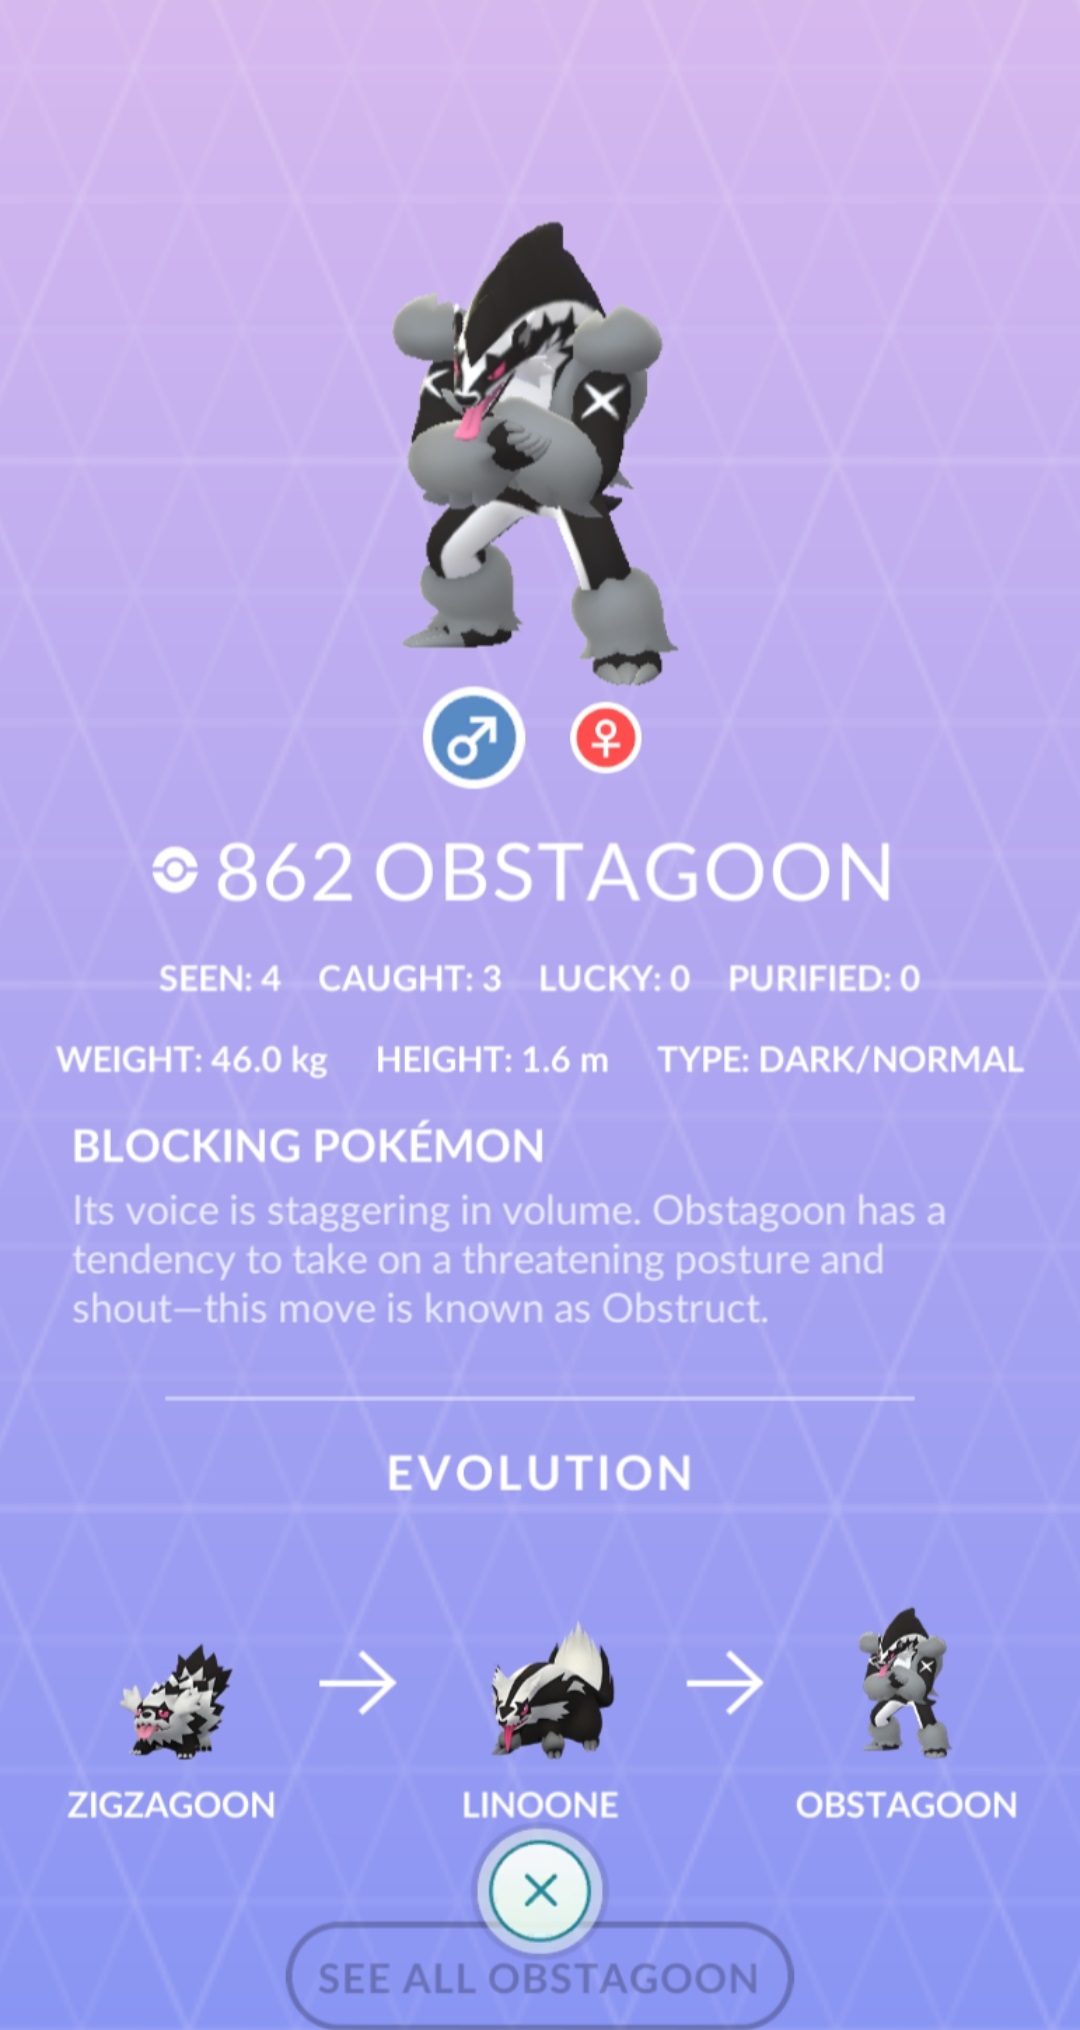 862 OBSTAGOON
SEEN: 4 CAUGHT: 3 LUCKY: 0 PURIFIED: 0
WEIGHT: 46.0 kg HEIGHT: 1.6 m TYPE: DARK/NORMAL
BLOCKING POKÉMON
Its voice is staggering in volume. Obstagoon has a
tendency to take on a threatening posture and
shout—this move is known as Obstruct.
EVOLUTION
ZIGZAGOON LINOONE OBSTAGOON
SEE ALL OBSTAGOON